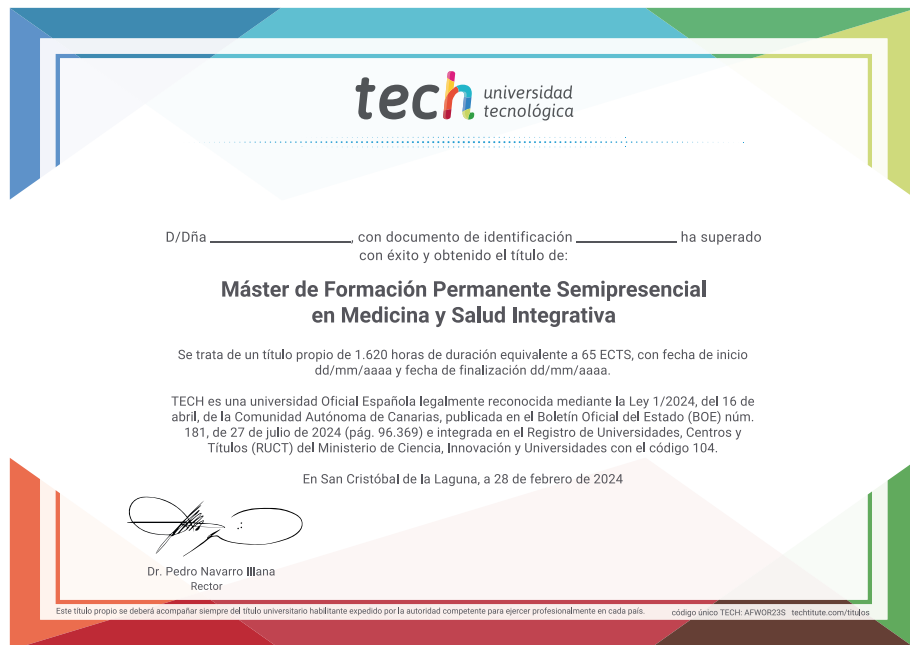 tech universidad
tecnológica
D/Dña ____________________, con documento de identificación ______________ ha superado
con éxito y obtenido el título de:
Máster de Formación Permanente Semipresencial
en Medicina y Salud Integrativa
Se trata de un título propio de 1.620 horas de duración equivalente a 65 ECTS, con fecha de inicio
dd/mm/aaaa y fecha de finalización dd/mm/aaaa.
TECH es una universidad Oficial Española legalmente reconocida mediante la Ley 1/2024, del 16 de
abril, de la Comunidad Autónoma de Canarias, publicada en el Boletín Oficial del Estado (BOE) núm.
181, de 27 de julio de 2024 (pág. 96.369) e integrada en el Registro de Universidades, Centros y
Títulos (RUCT) del Ministerio de Ciencia, Innovación y Universidades con el código 104.
En San Cristóbal de la Laguna, a 28 de febrero de 2024
Dr. Pedro Navarro Illana
Rector
Este título propio se deberá acompañar siempre del título universitario habilitante expedido por la autoridad competente para ejercer profesionalmente en cada país.
código único TECH: AFWOR23S techtitute.com/titulos